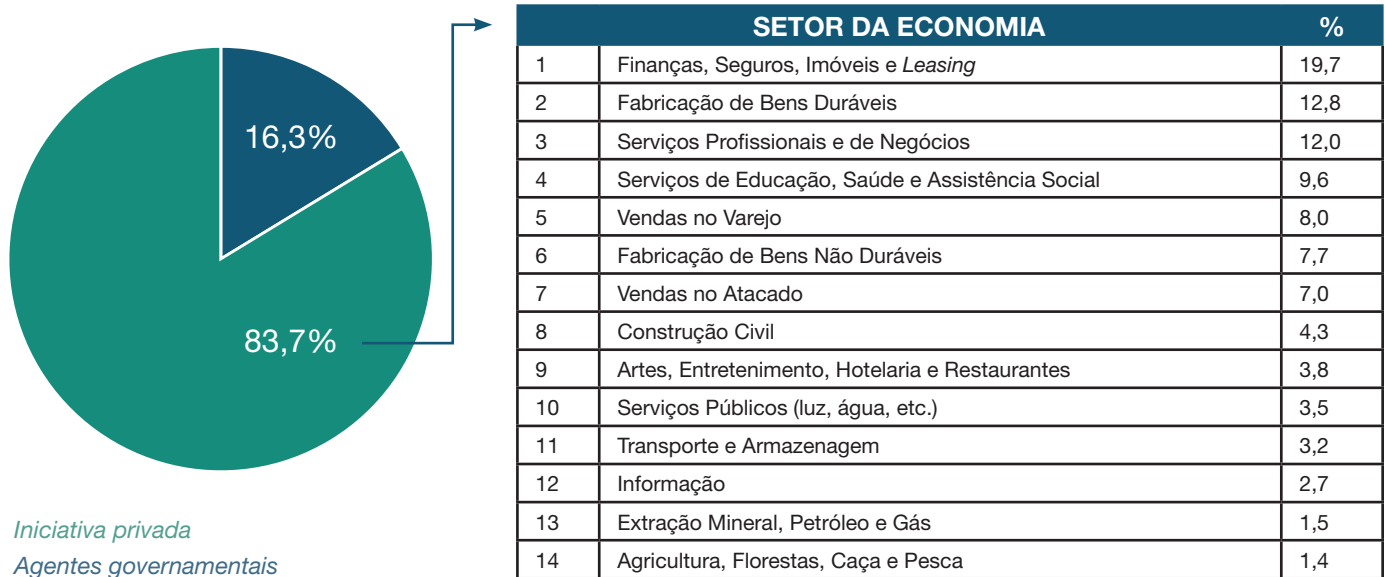 16,3%
83,7%
Iniciativa privada
Agentes governamentais
SETOR DA ECONOMIA %
1 Finanças, Seguros, Imóveis e Leasing 19,7
2 Fabricação de Bens Duráveis 12,8
3 Serviços Profissionais e de Negócios 12,0
4 Serviços de Educação, Saúde e Assistência Social 9,6
5 Vendas no Varejo 8,0
6 Fabricação de Bens Não Duráveis 7,7
7 Vendas no Atacado 7,0
8 Construção Civil 4,3
9 Artes, Entretenimento, Hotelaria e Restaurantes 3,8
10 Serviços Públicos (luz, água, etc.) 3,5
11 Transporte e Armazenagem 3,2
12 Informação 2,7
13 Extração Mineral, Petróleo e Gás 1,5
14 Agricultura, Florestas, Caça e Pesca 1,4